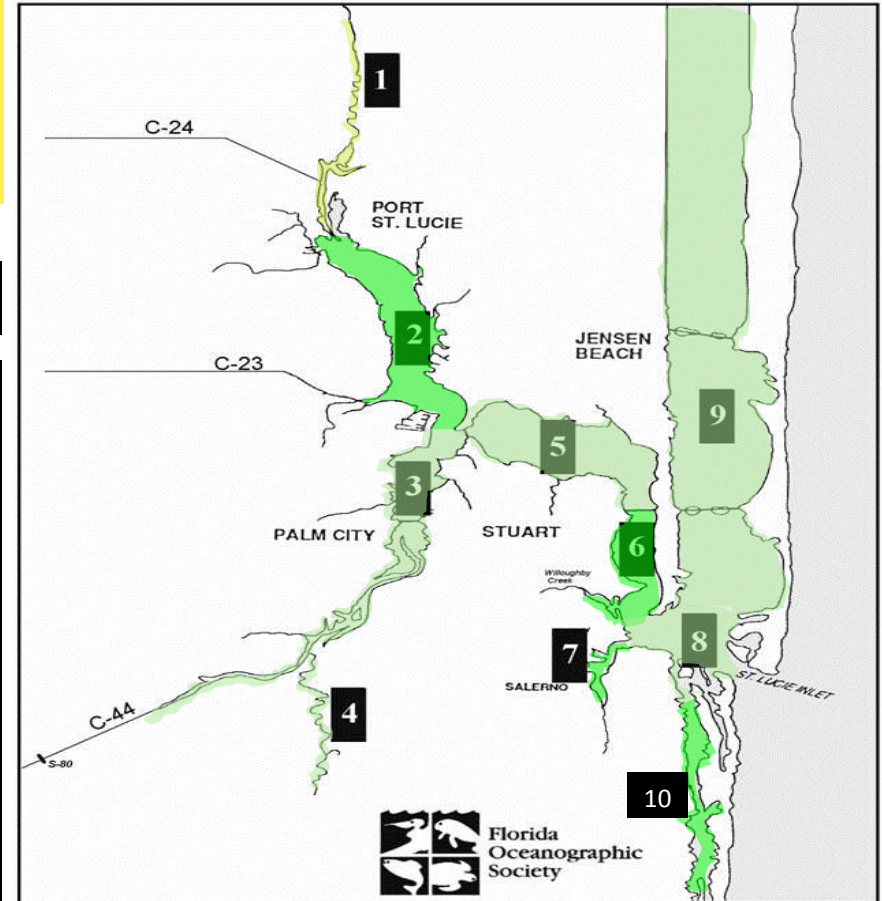 1
C-24
PORT
ST. LUCIE
2
JENSEN
BEACH
C-23
9
5
3
PALM CITY
STUART
6
Willoughby
Creek
7
8
SALERNO
ST. LUCIE INLET
4
C-44
S-80
10
Florida
Oceanographic
Society